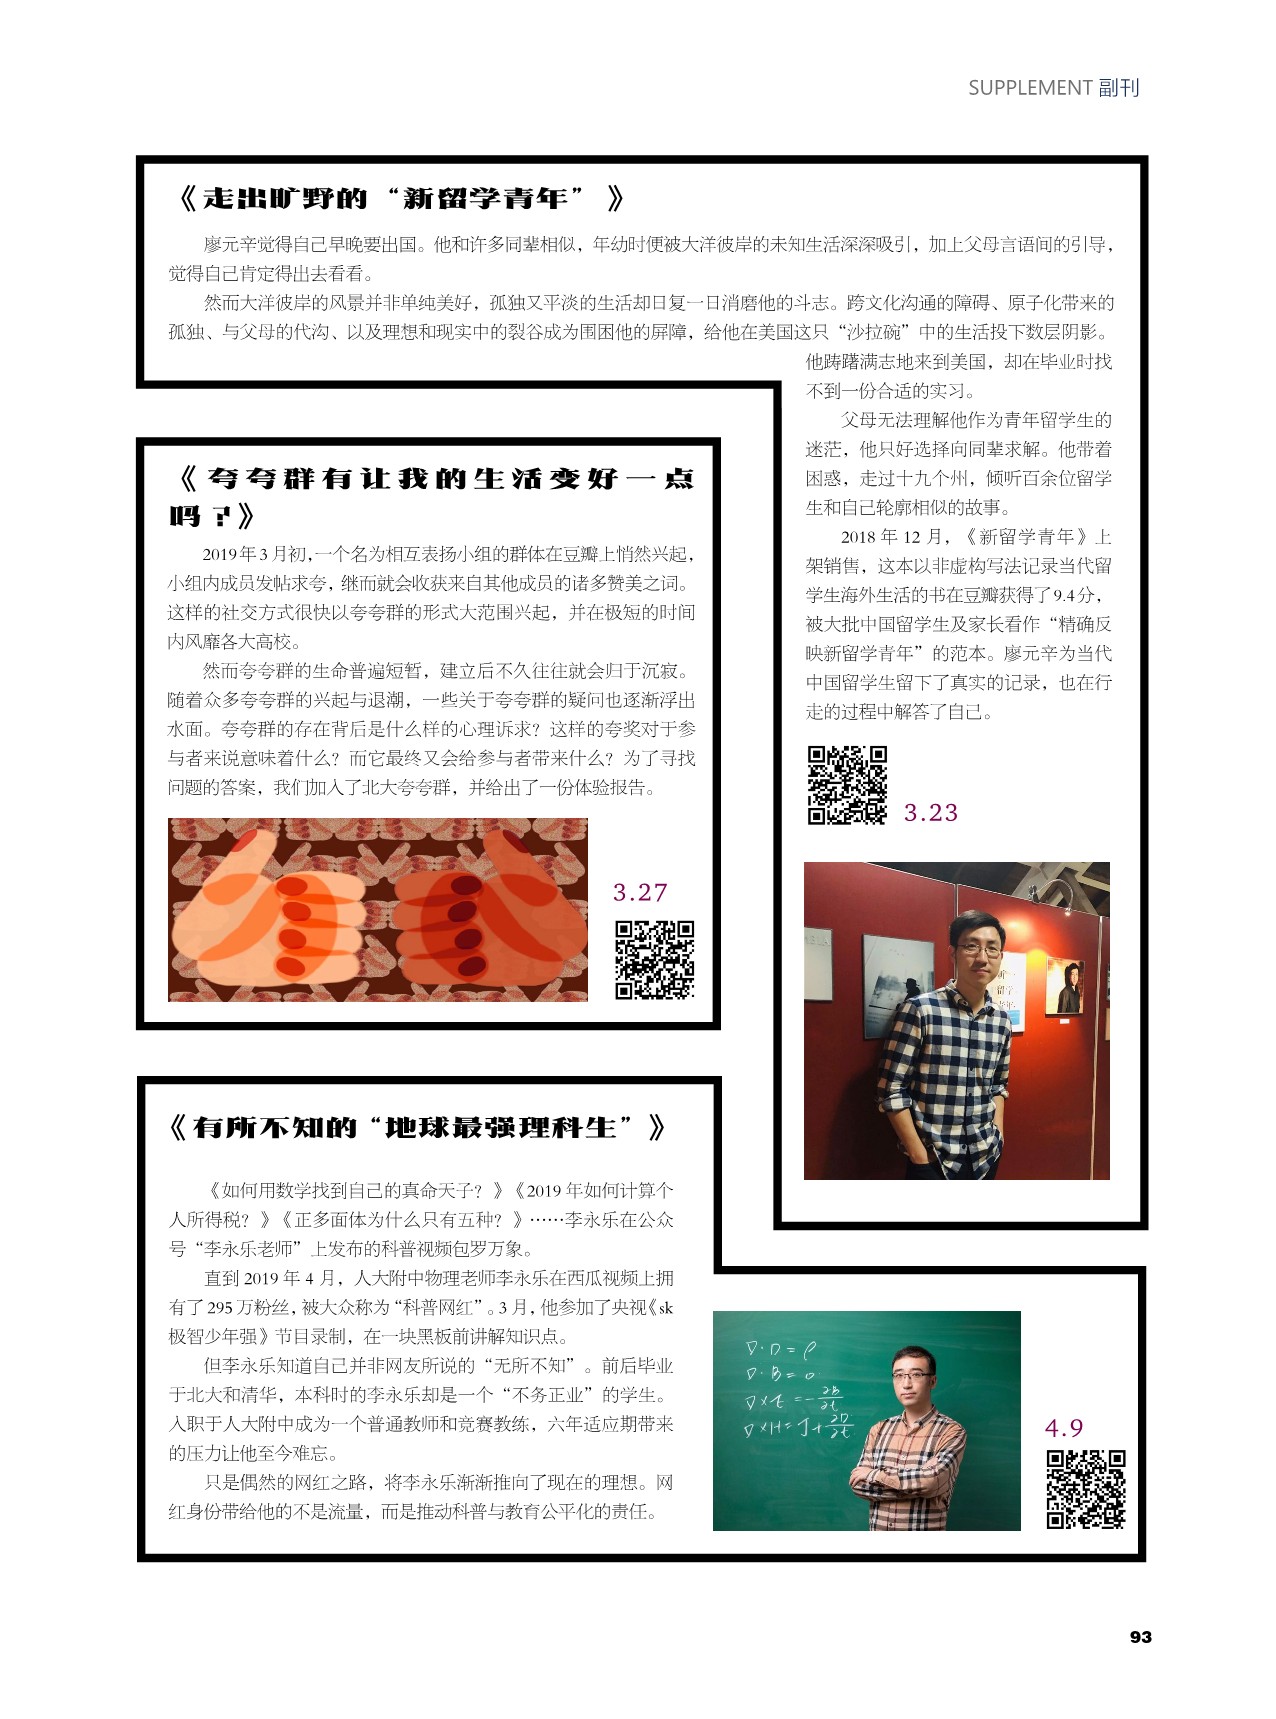 SUPPLEMENT 副刊
《走出旷野的“新留学青年”》
廖元辛觉得自己早晚要出国。他和许多同辈相似，年幼时便被大洋彼岸的未知生活深深吸引，加上父母言语间的引导，
觉得自己肯定得出去看看。
然而大洋彼岸的风景并非单纯美好，孤独又平淡的生活却日复一日消磨他的斗志。跨文化沟通的障碍、原子化带来的
孤独、与父母的代沟、以及理想和现实中的裂谷成为围困他的屏障，给他在美国这只“沙拉碗”中的生活投下数层阴影。
他踌躇满志地来到美国，却在毕业时找
不到一份合适的实习。
父母无法理解他作为青年留学生的
迷茫，他只好选择向同辈求解。他带着
困惑，走过十九个州，倾听百余位留学
生和自己轮廓相似的故事。
2018 年 12 月，《新留学青年》上
架销售，这本以非虚构写法记录当代留
学生海外生活的书在豆瓣获得了9.4分，
被大批中国留学生及家长看作“精确反
映新留学青年”的范本。廖元辛为当代
中国留学生留下了真实的记录，也在行
走的过程中解答了自己。
3.23
《夸夸群有让我的生活变好一点
吗？》
2019年3月初,一个名为相互表扬小组的群体在豆瓣上悄然兴起，
小组内成员发帖求夸，继而就会收获来自其他成员的诸多赞美之词。
这样的社交方式很快以夸夸群的形式大范围兴起，并在极短的时间
内风靡各大高校。
然而夸夸群的生命普遍短暂，建立后不久往往就会归于沉寂。
随着众多夸夸群的兴起与退潮，一些关于夸夸群的疑问也逐渐浮出
水面。夸夸群的存在背后是什么样的心理诉求？这样的夸奖对于参
与者来说意味着什么？而它最终又会给参与者带来什么？为了寻找
问题的答案，我们加入了北大夸夸群，并给出了一份体验报告。
3.27
《有所不知的“地球最强理科生”》
《如何用数学找到自己的真命天子？》《2019 年如何计算个
人所得税？》《正多面体为什么只有五种？》……李永乐在公众
号“李永乐老师”上发布的科普视频包罗万象。
直到 2019 年 4 月，人大附中物理老师李永乐在西瓜视频上拥
有了295万粉丝，被大众称为“科普网红”。3月，他参加了央视《sk
极智少年强》节目录制，在一块黑板前讲解知识点。
但李永乐知道自己并非网友所说的“无所不知”。前后毕业
于北大和清华，本科时的李永乐却是一个“不务正业”的学生。
入职于人大附中成为一个普通教师和竞赛教练，六年适应期带来
的压力让他至今难忘。
只是偶然的网红之路，将李永乐渐渐推向了现在的理想。网
红身份带给他的不是流量，而是推动科普与教育公平化的责任。
∇·D = ρ
∇·B = 0
∇×E = -∂B/∂t
∇×H = J+∂D/∂t
4.9
93